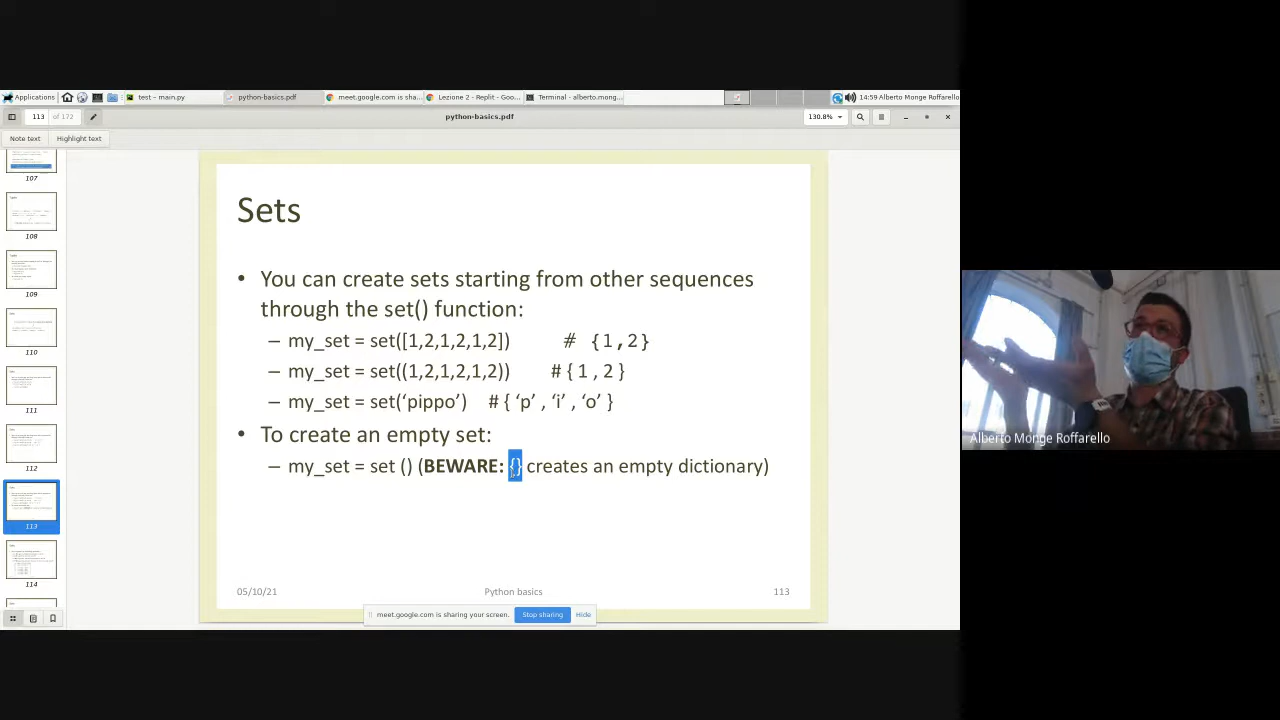 Applications
test – main.py
python-basics.pdf
meet.google.com is sha...
Lezione 2 - Replit - Goo...
Terminal - alberto.mong...
14:59 Alberto Monge Roffarello
113 of 172
python-basics.pdf
130.8%
Note text
Highlight text
107
108
109
110
111
112
113
114
Sets
• You can create sets starting from other sequences
through the set() function:
– my_set = set([1,2,1,2,1,2]) # {1,2}
– my_set = set((1,2,1,2,1,2)) # { 1 , 2 }
– my_set = set(‘pippo’) # { ‘p’ , ‘i’ , ‘o’ }
• To create an empty set:
– my_set = set () (BEWARE: {} creates an empty dictionary)
05/10/21
Python basics
113
meet.google.com is sharing your screen.
Stop sharing
Hide
Alberto Monge Roffarello